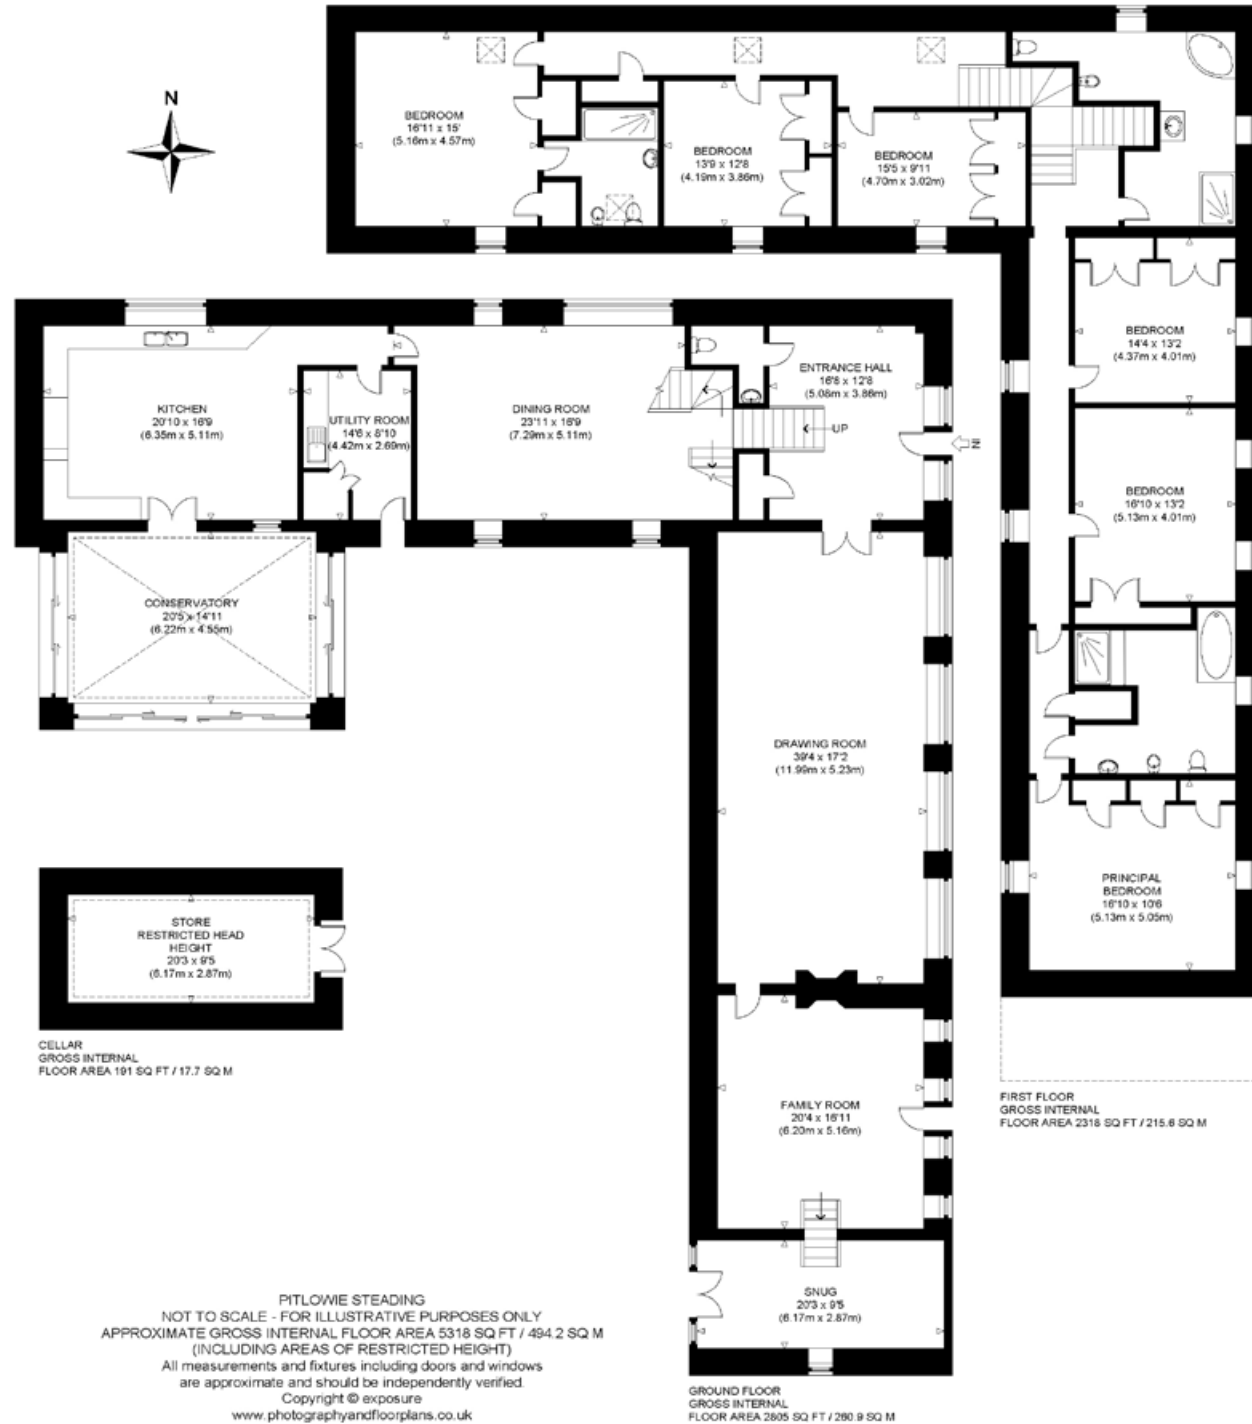 N
BEDROOM
16'11 x 15'
(5.16m x 4.57m)
BEDROOM
13'9 x 12'8
(4.19m x 3.86m)
BEDROOM
15'5 x 9'11
(4.70m x 3.02m)
BEDROOM
14'4 x 13'2
(4.37m x 4.01m)
BEDROOM
16'10 x 13'2
(5.13m x 4.01m)
PRINCIPAL
BEDROOM
16'10 x 10'6
(5.13m x 5.05m)
FIRST FLOOR
GROSS INTERNAL
FLOOR AREA 2318 SQ FT / 215.6 SQ M
KITCHEN
20'10 x 16'9
(6.35m x 5.11m)
UTILITY ROOM
14'6 x 8'10
(4.42m x 2.69m)
DINING ROOM
23'11 x 16'9
(7.29m x 5.11m)
ENTRANCE HALL
16'8 x 12'8
(5.08m x 3.86m)
UP
IN
CONSERVATORY
20'5 x 14'11
(6.22m x 4.55m)
DRAWING ROOM
39'4 x 17'2
(11.99m x 5.23m)
STORE
RESTRICTED HEAD
HEIGHT
20'3 x 9'5
(6.17m x 2.87m)
CELLAR
GROSS INTERNAL
FLOOR AREA 191 SQ FT / 17.7 SQ M
FAMILY ROOM
20'4 x 16'11
(6.20m x 5.16m)
SNUG
20'3 x 9'5
(6.17m x 2.87m)
GROUND FLOOR
GROSS INTERNAL
FLOOR AREA 2805 SQ FT / 260.9 SQ M
PITLOWIE STEADING
NOT TO SCALE - FOR ILLUSTRATIVE PURPOSES ONLY
APPROXIMATE GROSS INTERNAL FLOOR AREA 5318 SQ FT / 494.2 SQ M
(INCLUDING AREAS OF RESTRICTED HEIGHT)
All measurements and fixtures including doors and windows
are approximate and should be independently verified.
Copyright © exposure
www.photographyandfloorplans.co.uk